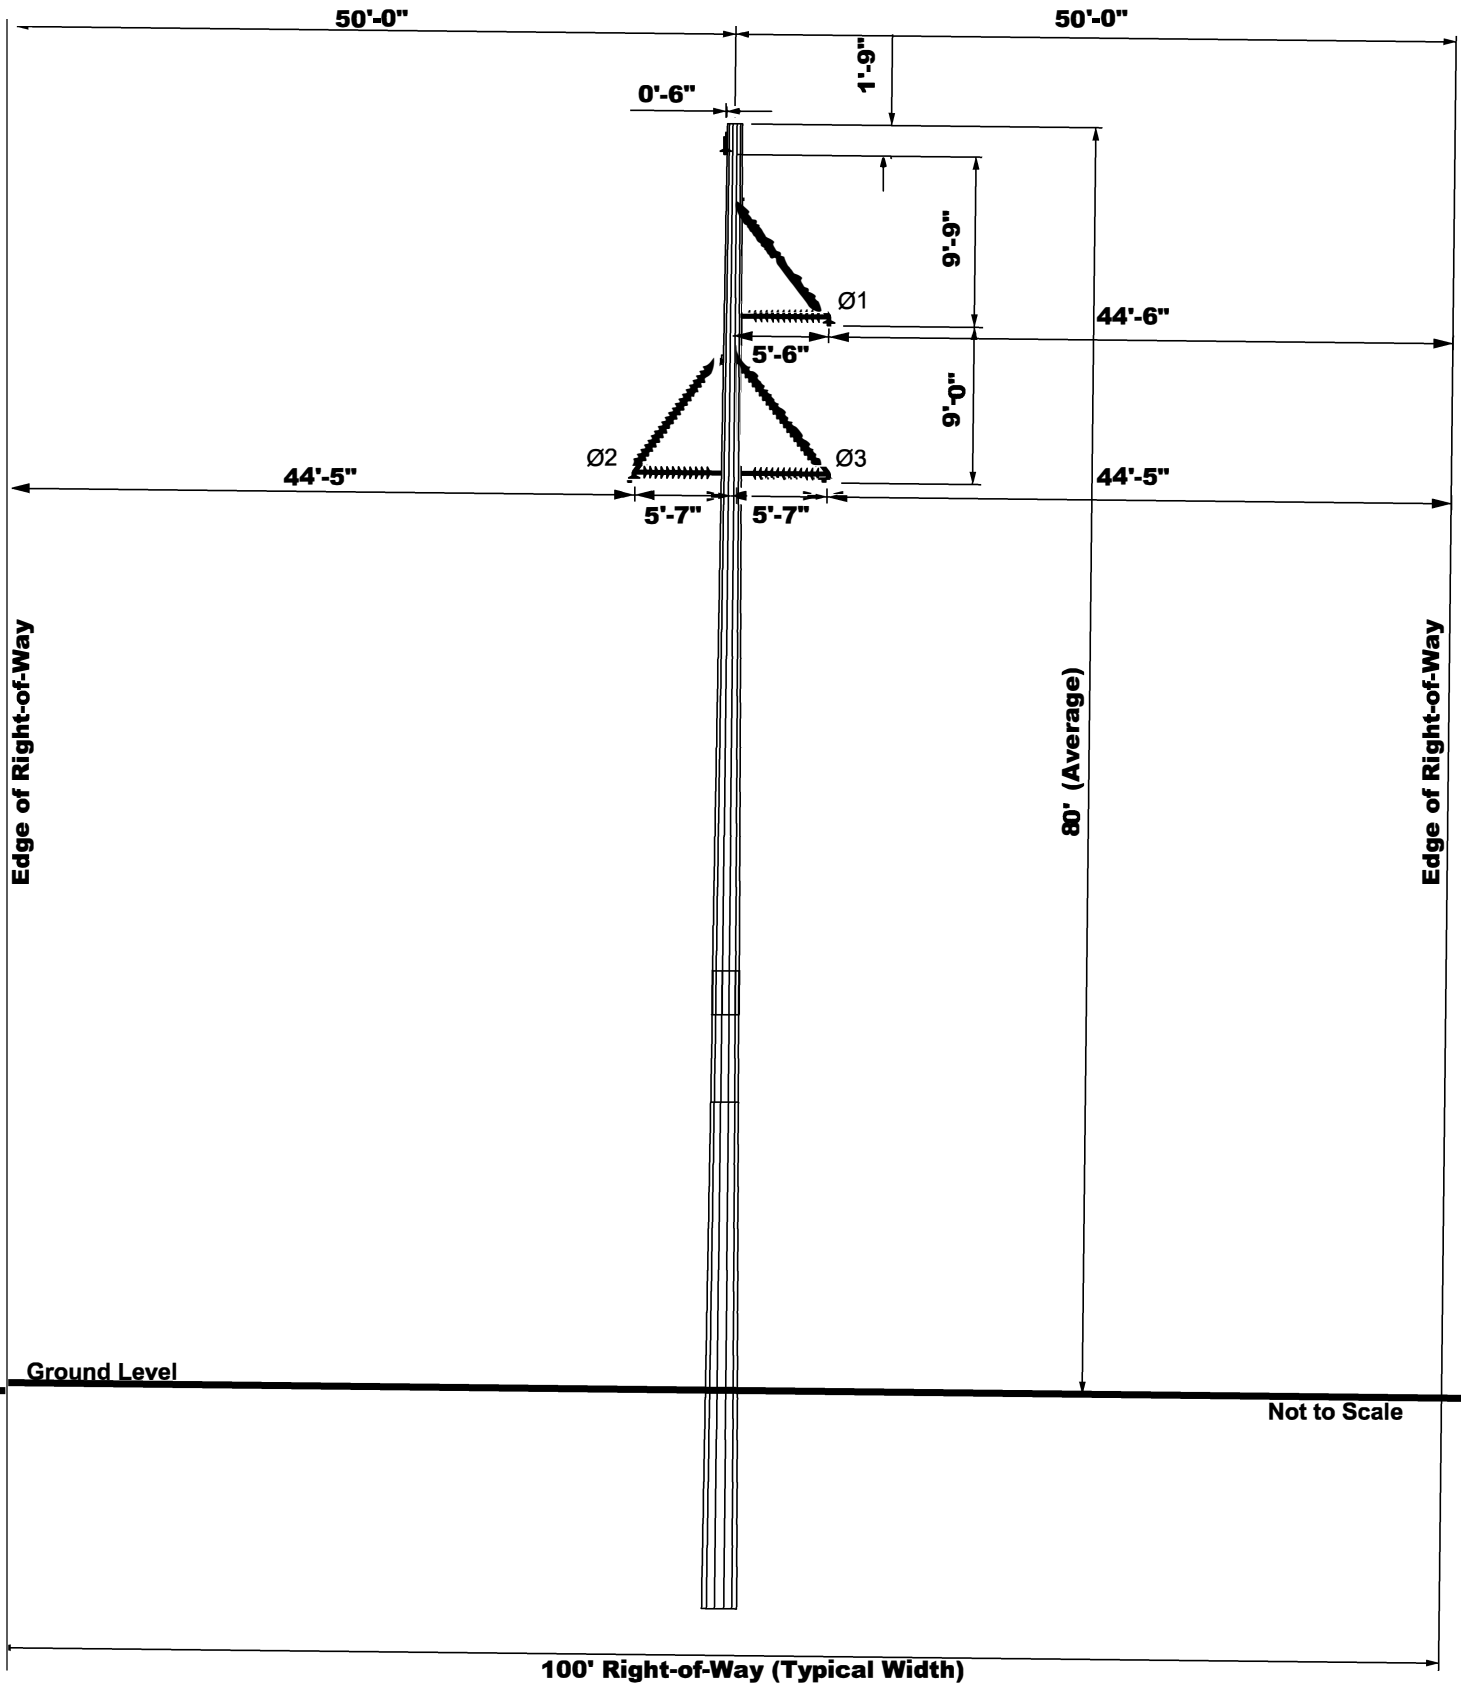 50'-0"
50'-0"
1'-9"
0'-6"
9'-9"
Ø1
44'-6"
5'-6"
9'-0"
Ø2
Ø3
44'-5"
44'-5"
5'-7"
5'-7"
Edge of Right-of-Way
80' (Average)
Edge of Right-of-Way
Ground Level
Not to Scale
100' Right-of-Way (Typical Width)